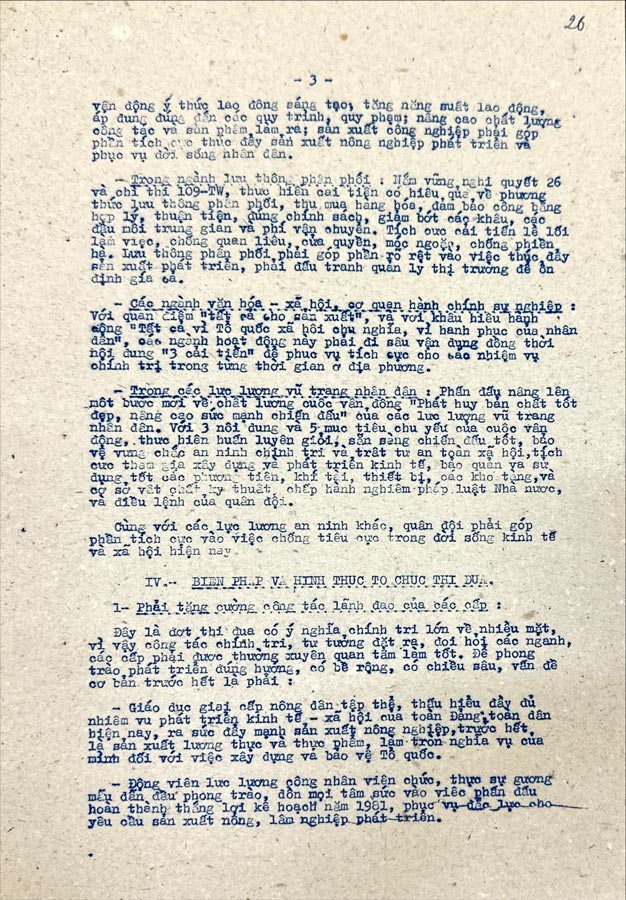 26
- 3 -
vận động ý thức lao động sáng tạo; tăng năng suất lao động,
áp dụng đúng đắn các quy trình, quy phạm; nâng cao chất lượng
công tác và sản phẩm làm ra; sản xuất công nghiệp phải góp
phần tích cực thúc đẩy sản xuất nông nghiệp phát triển và
phục vụ đời sống nhân dân.
- Trong ngành lưu thông phân phối : Nắm vững nghị quyết 26
và chỉ thị 109-TW, thực hiện cải tiến có hiệu quả về phương
thức lưu thông phân phối, thu mua hàng hóa, đảm bảo công bằng
hợp lý, thuận tiện, đúng chính sách, giảm bớt các khâu, các
đầu mối trung gian và phí vận chuyển. Tích cực cải tiến lề lối
làm việc, chống quan liêu, cửa quyền, móc ngoặc, chống phiền
hà. Lưu thông phân phối phải góp phần rõ rệt vào việc thúc đẩy
sản xuất phát triển, phải đấu tranh quản lý thị trường để ổn
định giá cả.
- Các ngành văn hóa - xã hội, cơ quan hành chính sự nghiệp :
Với quan điểm "tất cả cho sản xuất", và với khẩu hiệu hành
động "Tất cả vì Tổ quốc xã hội chủ nghĩa, vì hạnh phúc của nhân
dân", các ngành hoạt động này phải đi sâu vận dụng đồng thời
nội dung "3 cải tiến" để phục vụ tích cực cho các nhiệm vụ
chính trị trong từng thời gian ở địa phương.
- Trong các lực lượng vũ trang nhân dân : Phấn đấu nâng lên
một bước mới về chất lượng cuộc vận động "Phát huy bản chất tốt
đẹp, nâng cao sức mạnh chiến đấu" của các lực lượng vũ trang
nhân dân. Với 3 nội dung và 5 mục tiêu chủ yếu của cuộc vận
động, thực hiện huấn luyện giỏi, sẵn sàng chiến đấu tốt, bảo
vệ vững chắc an ninh chính trị và trật tự an toàn xã hội,tích
cực tham gia xây dựng và phát triển kinh tế, bảo quản và sử
dụng tốt các phương tiện, khí tài, thiết bị, các kho tàng,và
cơ sở vật chất kỹ thuật, chấp hành nghiêm pháp luật Nhà nước,
và điều lệnh của quân đội.
Cùng với các lực lượng an ninh khác, quân đội phải góp
phần tích cực vào việc chống tiêu cực trong đời sống kinh tế
và xã hội hiện nay.
IV.- BIỆN PHÁP VÀ HÌNH THỨC TỔ CHỨC THI ĐUA.
1- Phải tăng cường công tác lãnh đạo của các cấp :
Đây là đợt thi đua có ý nghĩa chính trị lớn về nhiều mặt,
vì vậy công tác chính trị, tư tưởng đặt ra, đòi hỏi các ngành,
các cấp phải được thường xuyên quan tâm làm tốt. Để phong
trào phát triển đúng hướng, có bề rộng, có chiều sâu, vấn đề
cơ bản trước hết là phải :
- Giáo dục giai cấp nông dân tập thể, thấu hiểu đầy đủ
nhiệm vụ phát triển kinh tế - xã hội của toàn Đảng,toàn dân
hiện nay, ra sức đẩy mạnh sản xuất nông nghiệp,trước hết
là sản xuất lương thực và thực phẩm, làm tròn nghĩa vụ của
mình đối với việc xây dựng và bảo vệ Tổ quốc.
- Động viên lực lượng công nhân viên chức, thực sự gương
mẫu dẫn đầu phong trào, dồn mọi tâm sức vào việc phấn đấu
hoàn thành thắng lợi kế hoạch năm 1981, phục vụ đắc lực cho
yêu cầu sản xuất nông, lâm nghiệp phát triển.